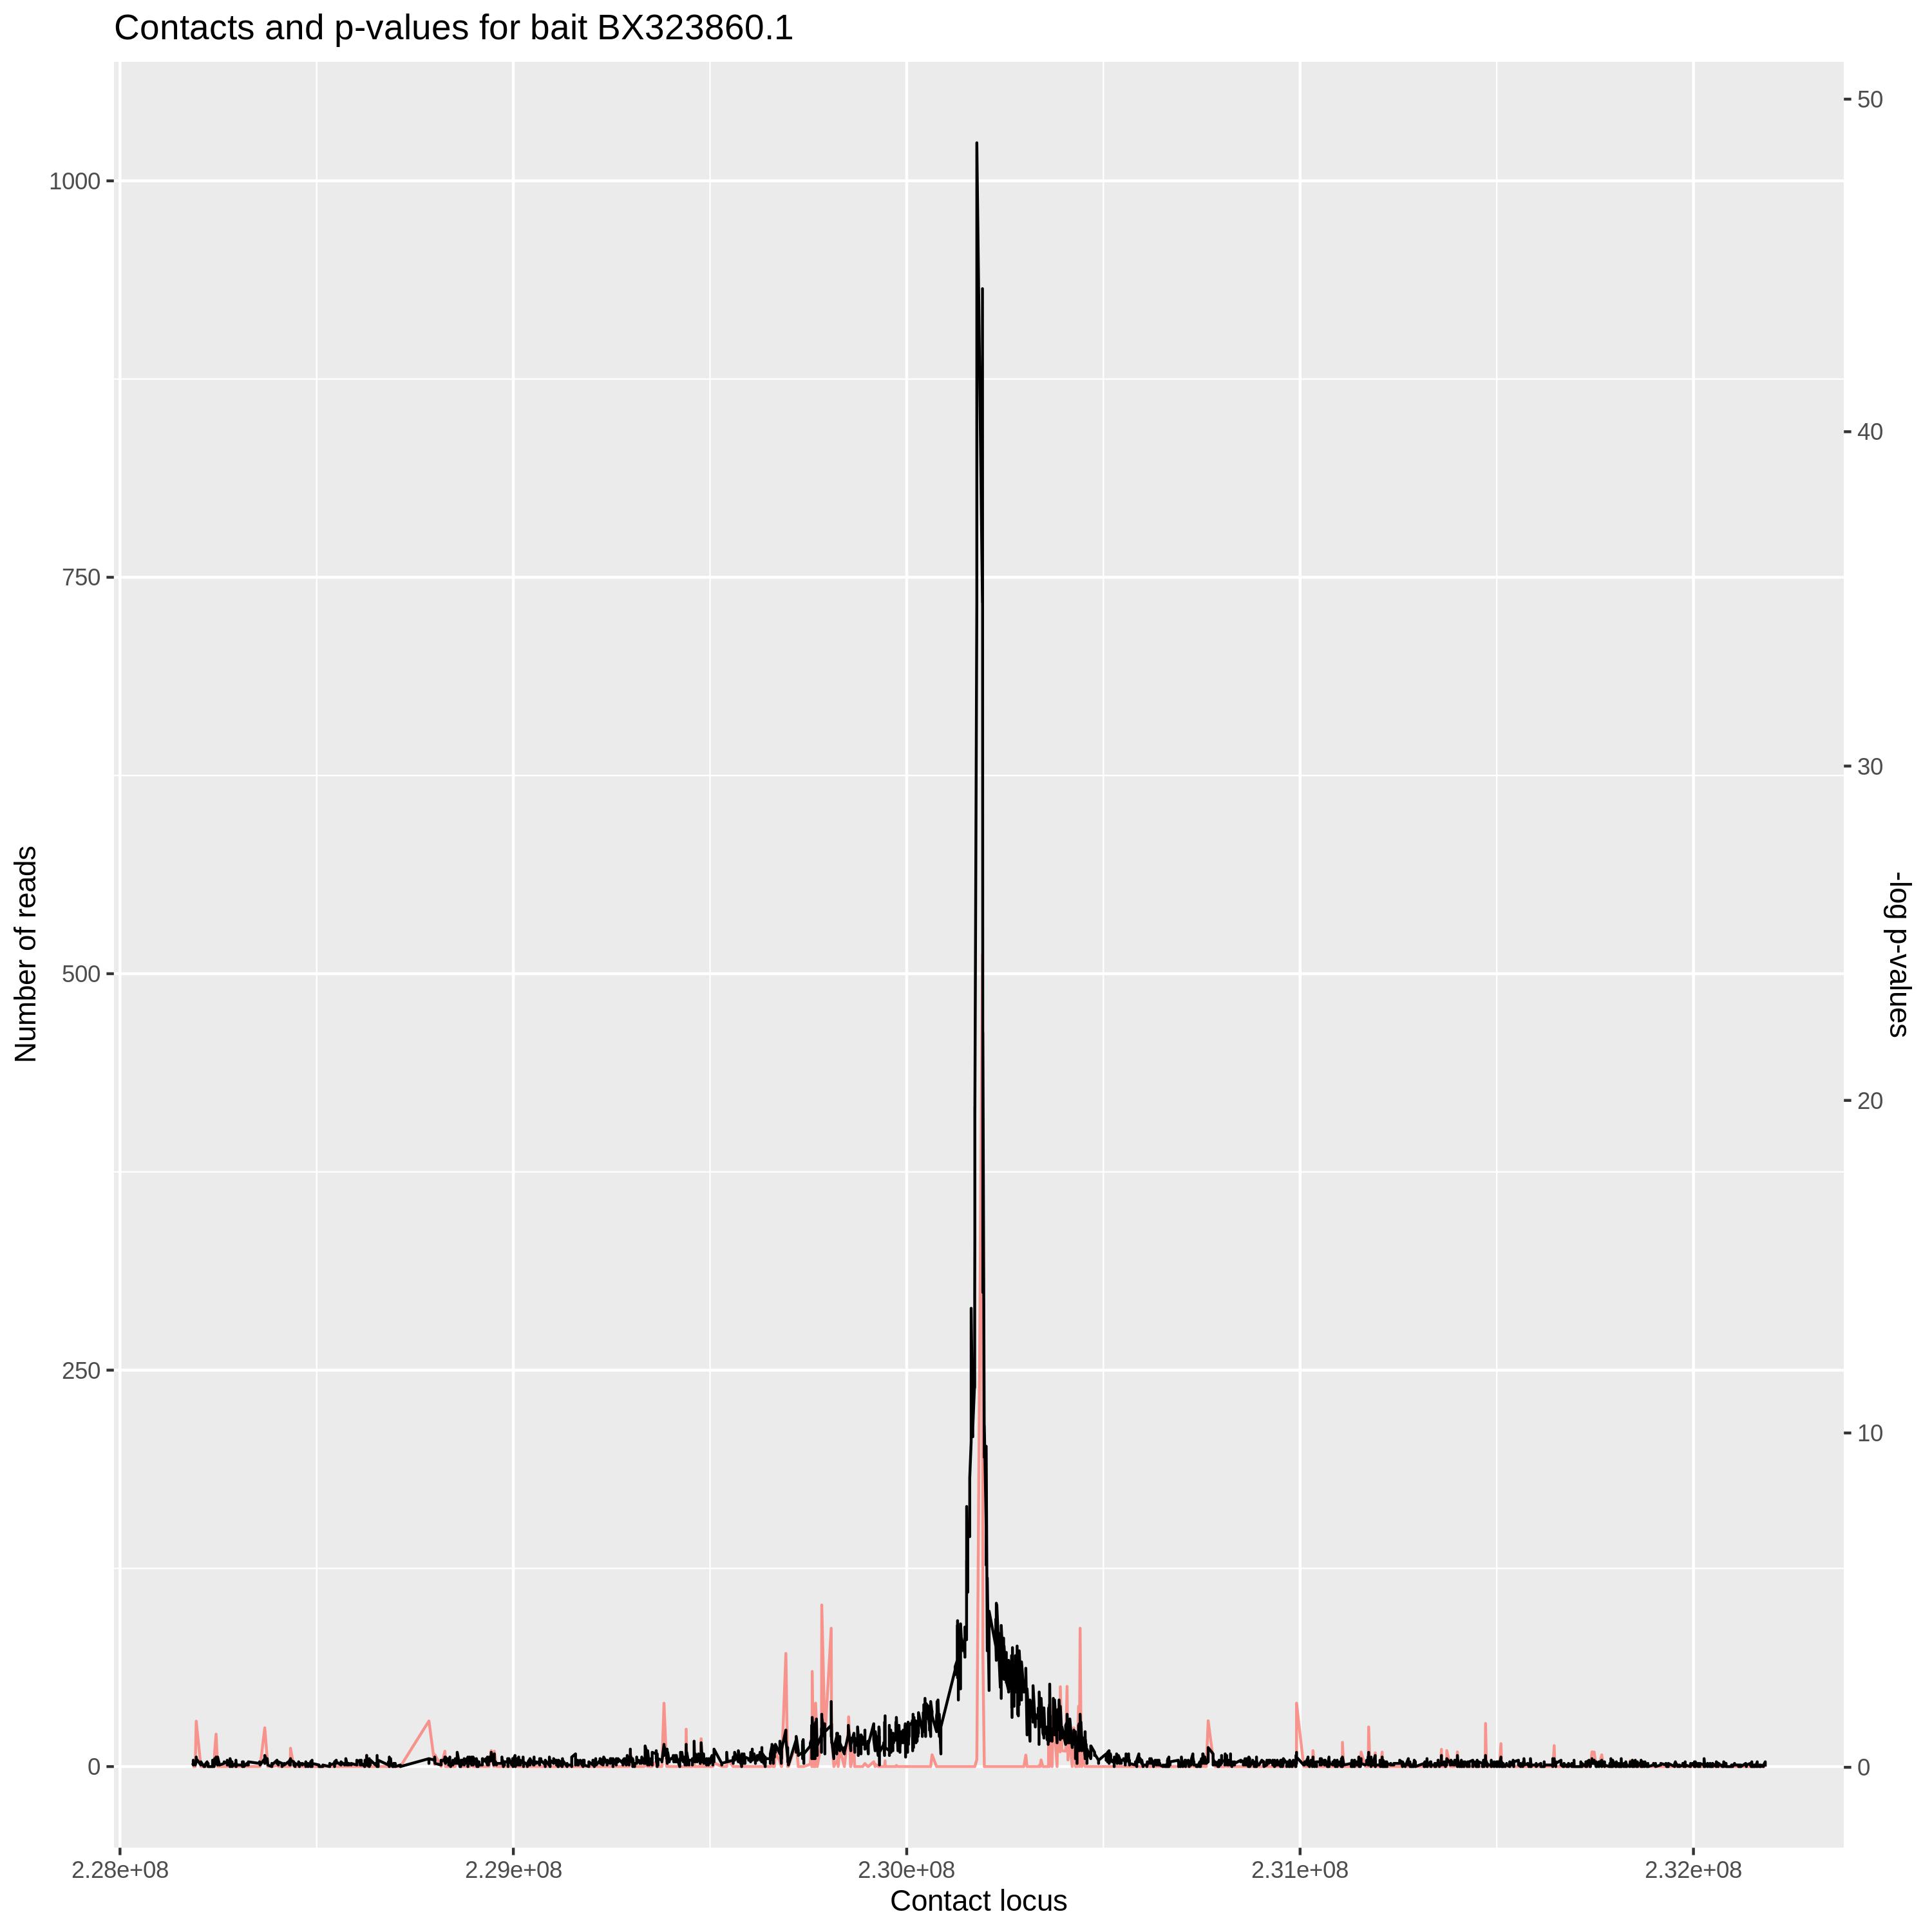 Contacts and p-values for bait BX323860.1
1000
750
500
250
0
Number of reads
50
40
30
20
10
0
-log p-values
2.28e+08
2.29e+08
2.30e+08
2.31e+08
2.32e+08
Contact locus